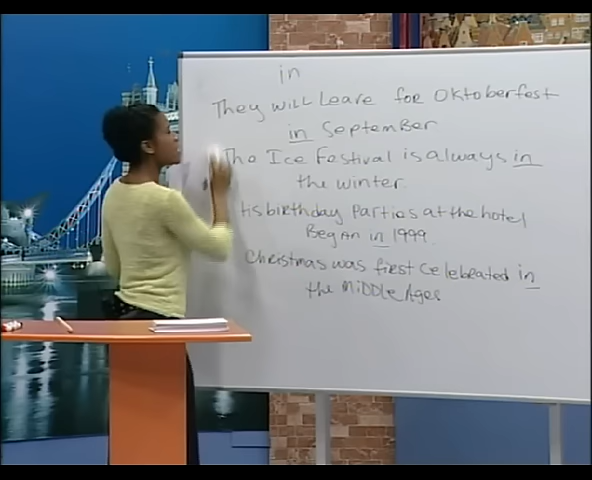 in
They will Leave for Oktoberfest
in September
The Ice Festival is always in
the winter.
His birthday Parties at the hotel
Began in 1999.
Christmas was first celebrated in
the Middle Ages